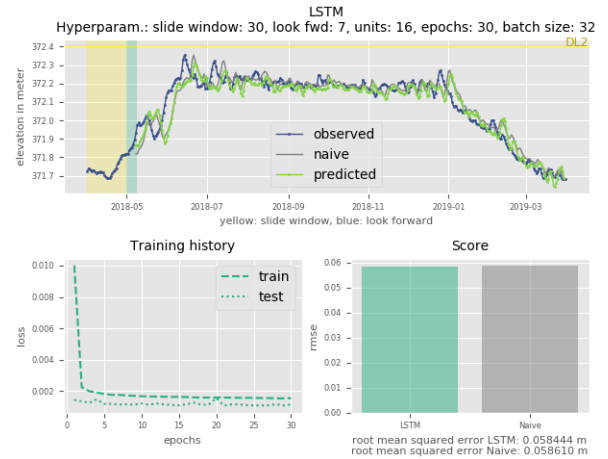 LSTM
Hyperparam.: slide window: 30, look fwd: 7, units: 16, epochs: 30, batch size: 32
DL2
372.4
372.3
372.2
372.1
372.0
371.9
371.8
371.7
elevation in meter
observed
naive
predicted
2018-05 2018-07 2018-09 2018-11 2019-01 2019-03
yellow: slide window, blue: look forward
Training history
0.010
0.008
0.006
0.004
0.002
loss
train
test
0 5 10 15 20 25 30
epochs
Score
0.06
0.05
0.04
0.03
0.02
0.01
0.00
rmse
LSTM Naive
root mean squared error LSTM: 0.058444 m
root mean squared error Naive: 0.058610 m